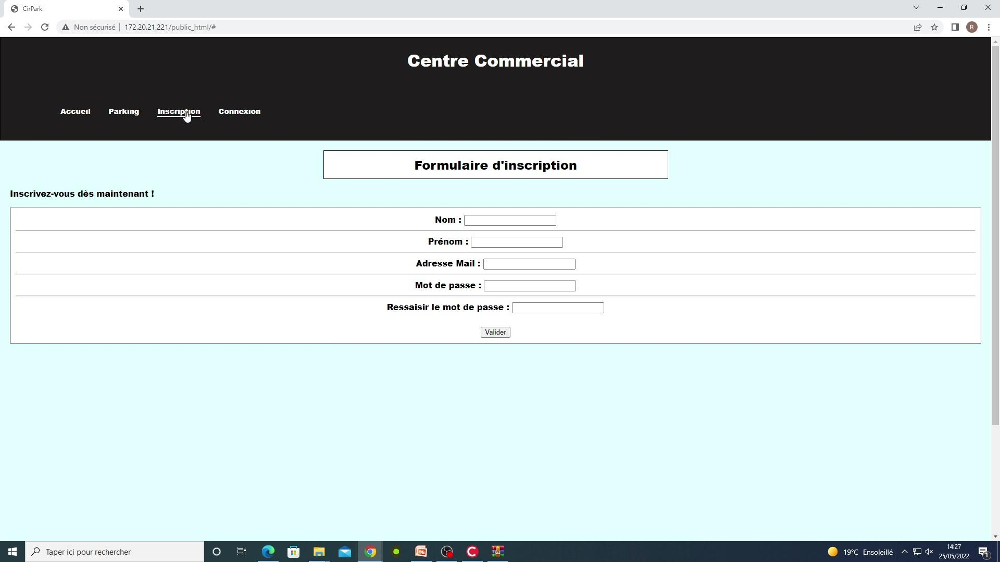 CirPark
Non sécurisé 172.20.21.221/public_html/#
R
Centre Commercial
Accueil Parking Inscription Connexion
Formulaire d'inscription
Inscrivez-vous dès maintenant !
Nom :
Prénom :
Adresse Mail :
Mot de passe :
Ressaisir le mot de passe :
Valider
Taper ici pour rechercher
19°C Ensoleillé
14:27
25/05/2022
1